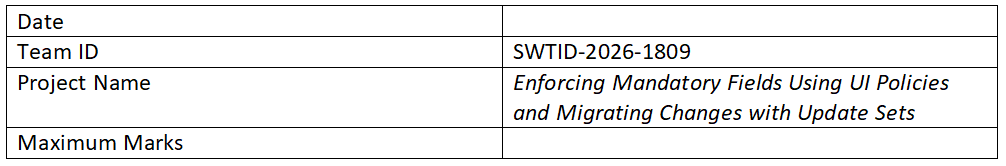 Date
Team ID SWTID-2026-1809
Project Name Enforcing Mandatory Fields Using UI Policies
and Migrating Changes with Update Sets
Maximum Marks